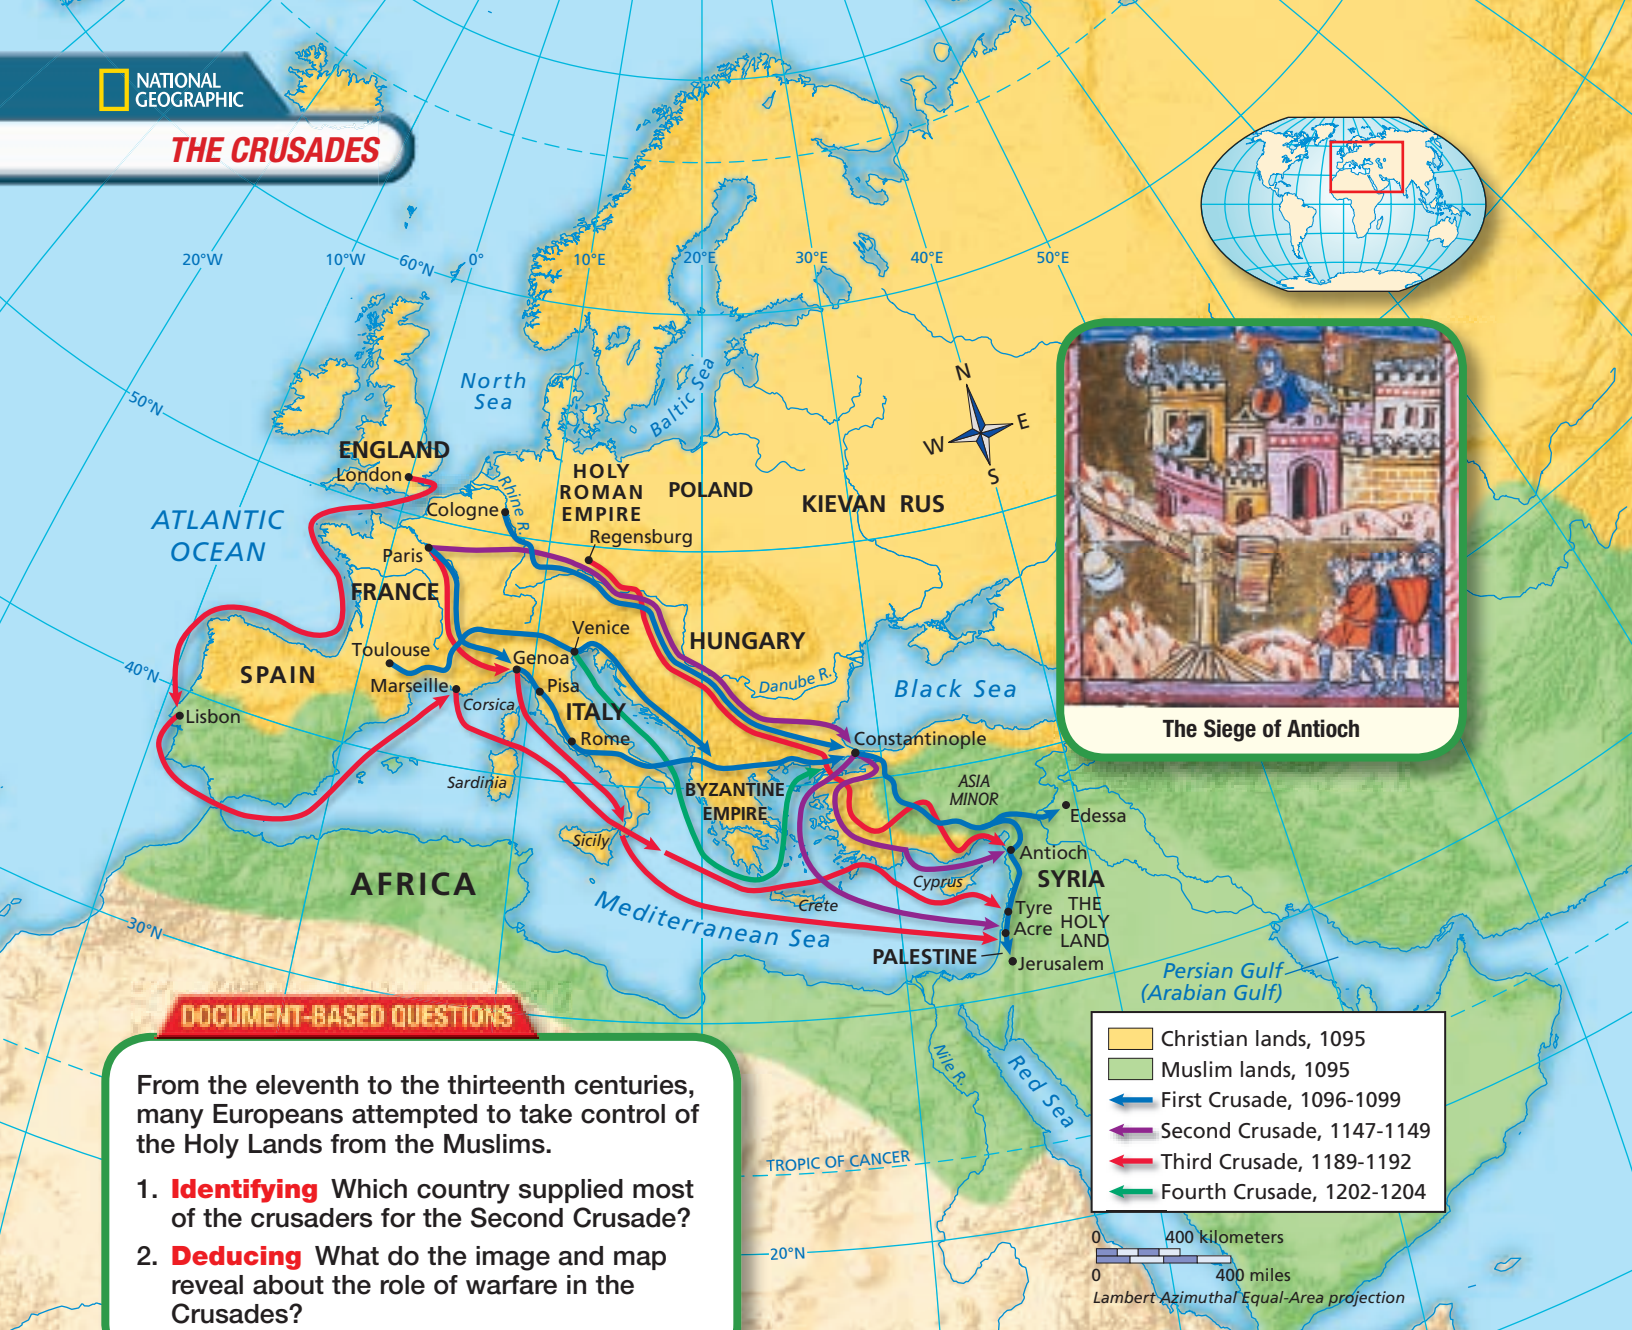 NATIONAL
GEOGRAPHIC
THE CRUSADES
20°W
10°W
60°N
0°
10°E
20°E
30°E
40°E
50°E
50°N
40°N
30°N
North
Sea
Baltic Sea
N
E
W
S
ENGLAND
London
ATLANTIC
OCEAN
Cologne
Rhine R.
HOLY
ROMAN
EMPIRE
POLAND
KIEVAN RUS
Regensburg
Paris
FRANCE
Venice
HUNGARY
Toulouse
Genoa
SPAIN
Marseille
Pisa
Danube R.
Black Sea
Corsica
ITALY
Lisbon
Rome
Constantinople
Sardinia
BYZANTINE
EMPIRE
ASIA
MINOR
Edessa
Sicily
Antioch
AFRICA
Cyprus
SYRIA
Crete
Tyre
THE
HOLY
LAND
Acre
Mediterranean Sea
PALESTINE
Jerusalem
Persian Gulf
(Arabian Gulf)
Nile R.
Red Sea
TROPIC OF CANCER
20°N
The Siege of Antioch
Christian lands, 1095
Muslim lands, 1095
First Crusade, 1096-1099
Second Crusade, 1147-1149
Third Crusade, 1189-1192
Fourth Crusade, 1202-1204
0 400 kilometers
0 400 miles
Lambert Azimuthal Equal-Area projection
DOCUMENT-BASED QUESTIONS
From the eleventh to the thirteenth centuries,
many Europeans attempted to take control of
the Holy Lands from the Muslims.
1. Identifying Which country supplied most
of the crusaders for the Second Crusade?
2. Deducing What do the image and map
reveal about the role of warfare in the
Crusades?